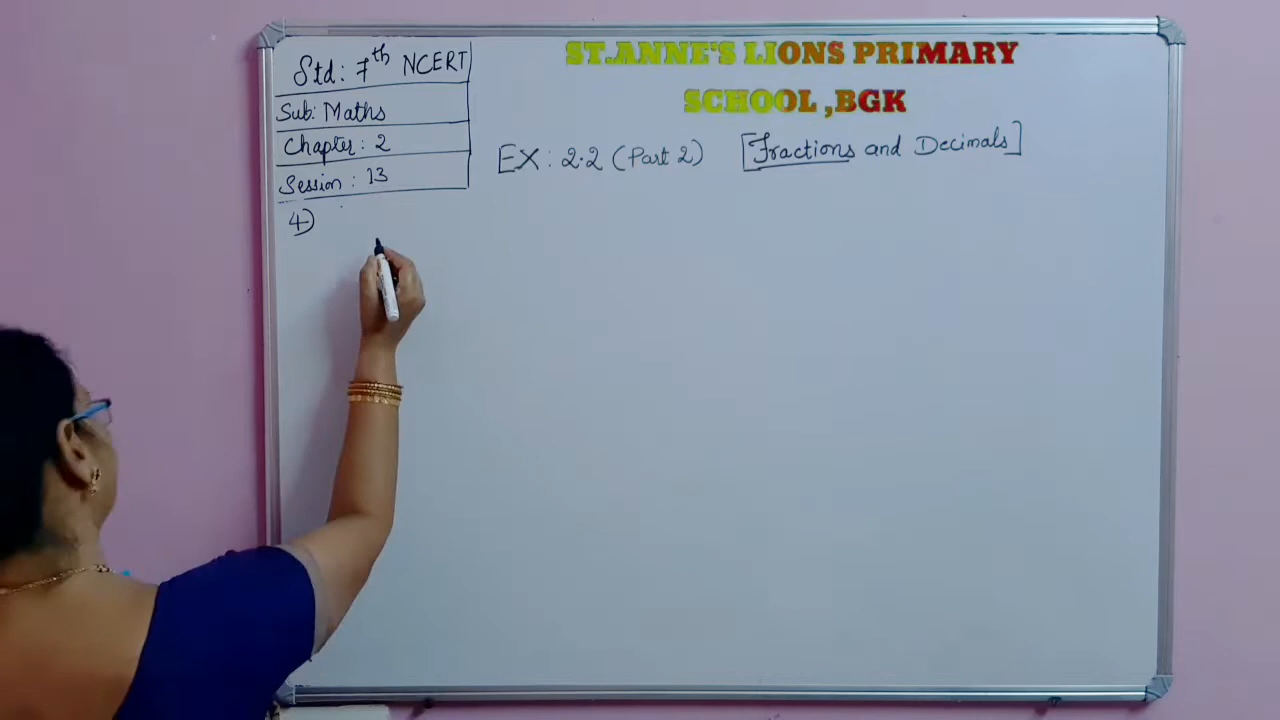 Std: 7th NCERT
Sub: Maths
Chapter: 2
Session: 13
ST.ANNE'S LIONS PRIMARY
SCHOOL ,BGK
EX: 2.2 (Part 2) [Fractions and Decimals]
4)